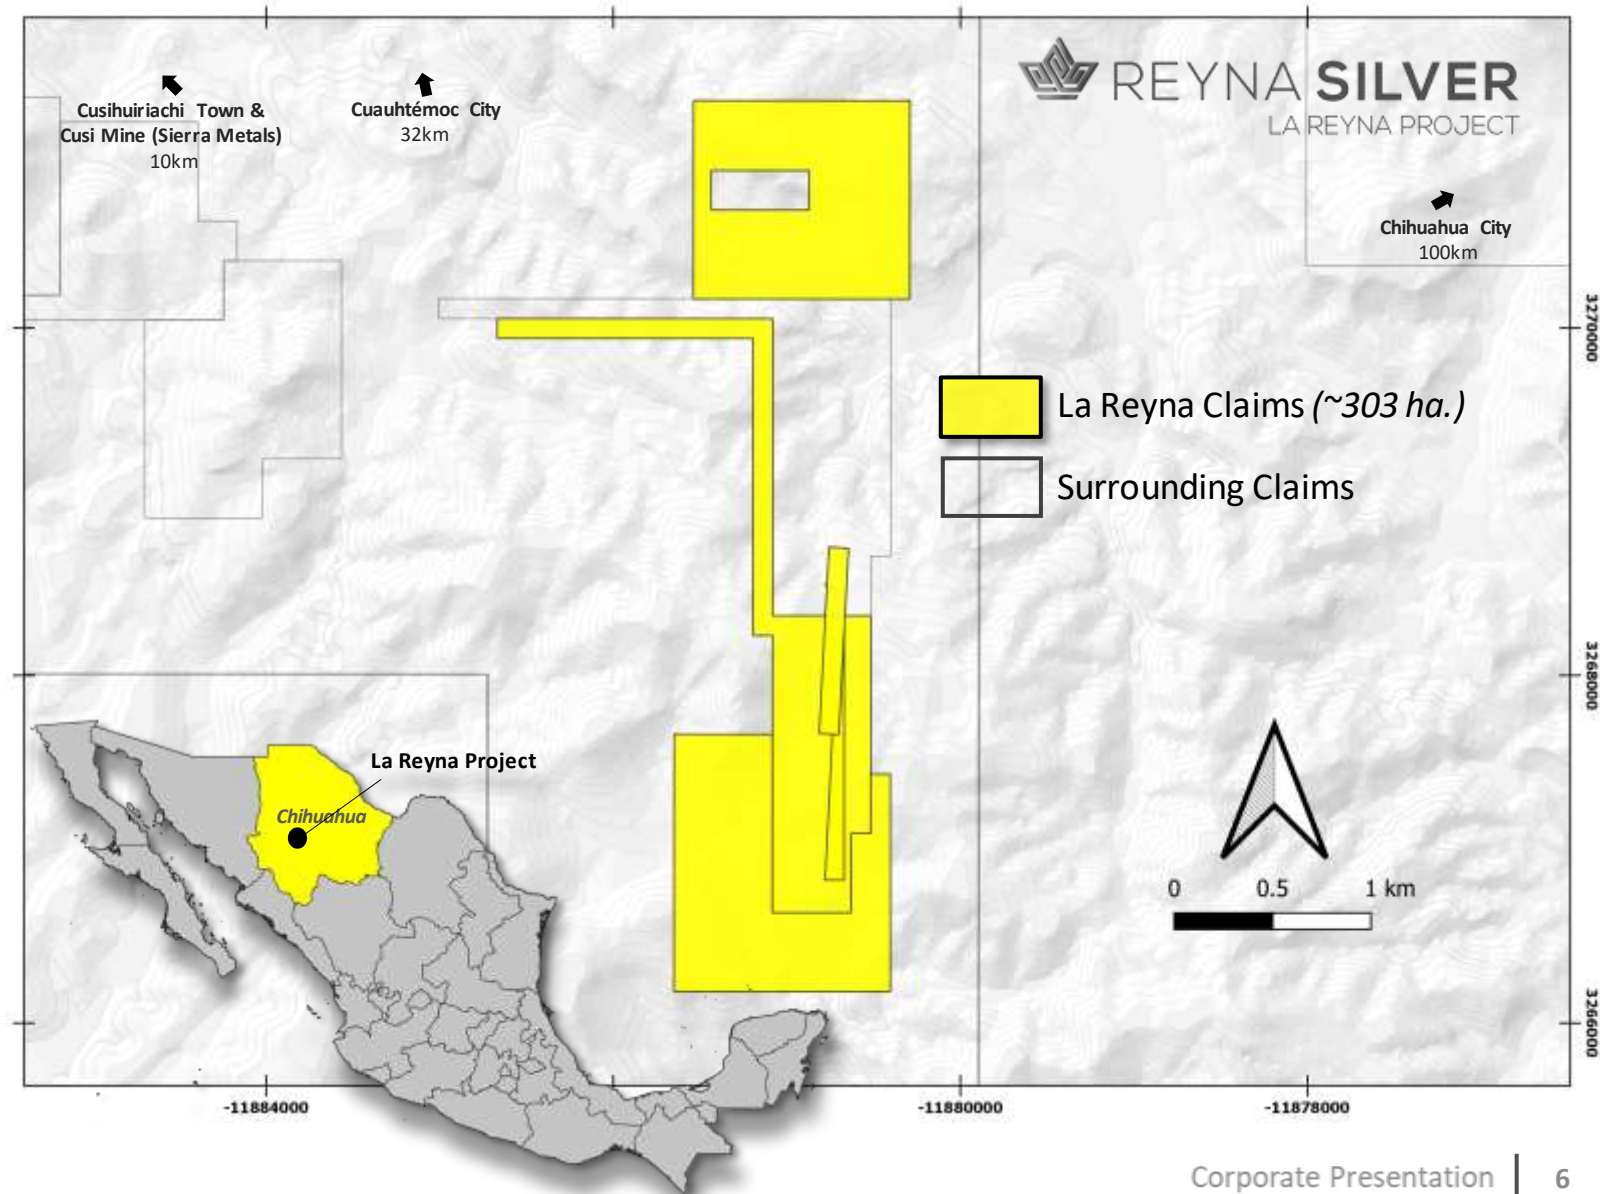 REYNA SILVER
LA REYNA PROJECT
Cusihuiriachi Town &
Cusi Mine (Sierra Metals)
10km
Cuauhtémoc City
32km
Chihuahua City
100km
3270000
La Reyna Claims (~303 ha.)
Surrounding Claims
3268000
La Reyna Project
Chihuahua
0 0.5 1 km
3266000
-11884000 -11880000 -11878000
Corporate Presentation | 6